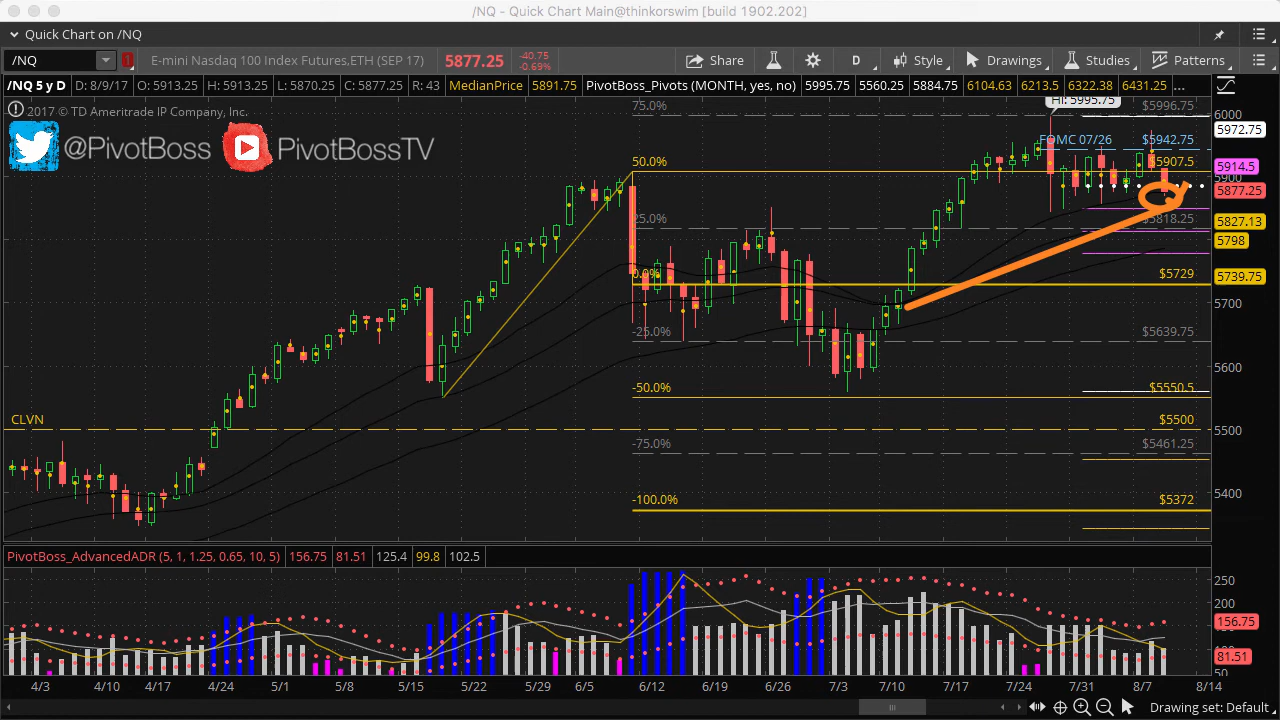 /NQ - Quick Chart Main@thinkorswim [build 1902.202]
Quick Chart on /NQ
/NQ
E-mini Nasdaq 100 Index Futures,ETH (SEP 17)
5877.25
-40.75
-0.69%
Share
D
Style
Drawings
Studies
Patterns
/NQ 5 y D
D: 8/9/17
O: 5913.25
H: 5913.25
L: 5870.25
C: 5877.25
R: 43
MedianPrice
5891.75
PivotBoss_Pivots (MONTH, yes, no)
5995.75
5560.25
5884.75
6104.63
6213.5
6322.38
6431.25
...
2017 © TD Ameritrade IP Company, Inc.
@PivotBoss
PivotBossTV
75.0%
Hi: 5995.75
$5996.75
6000
5972.75
FOMC 07/26
$5942.75
50.0%
$5907.5
5914.5
5900
5877.25
25.0%
$5818.25
5827.13
5798
0.0%
$5729
5739.75
5700
-25.0%
$5639.75
5600
-50.0%
$5550.5
CLVN
$5500
5500
-75.0%
$5461.25
5400
-100.0%
$5372
PivotBoss_AdvancedADR (5, 1, 1.25, 0.65, 10, 5)
156.75
81.51
125.4
99.8
102.5
250
200
156.75
81.51
50
4/3
4/10
4/17
4/24
5/1
5/8
5/15
5/22
5/29
6/5
6/12
6/19
6/26
7/3
7/10
7/17
7/24
7/31
8/7
8/14
Drawing set: Default